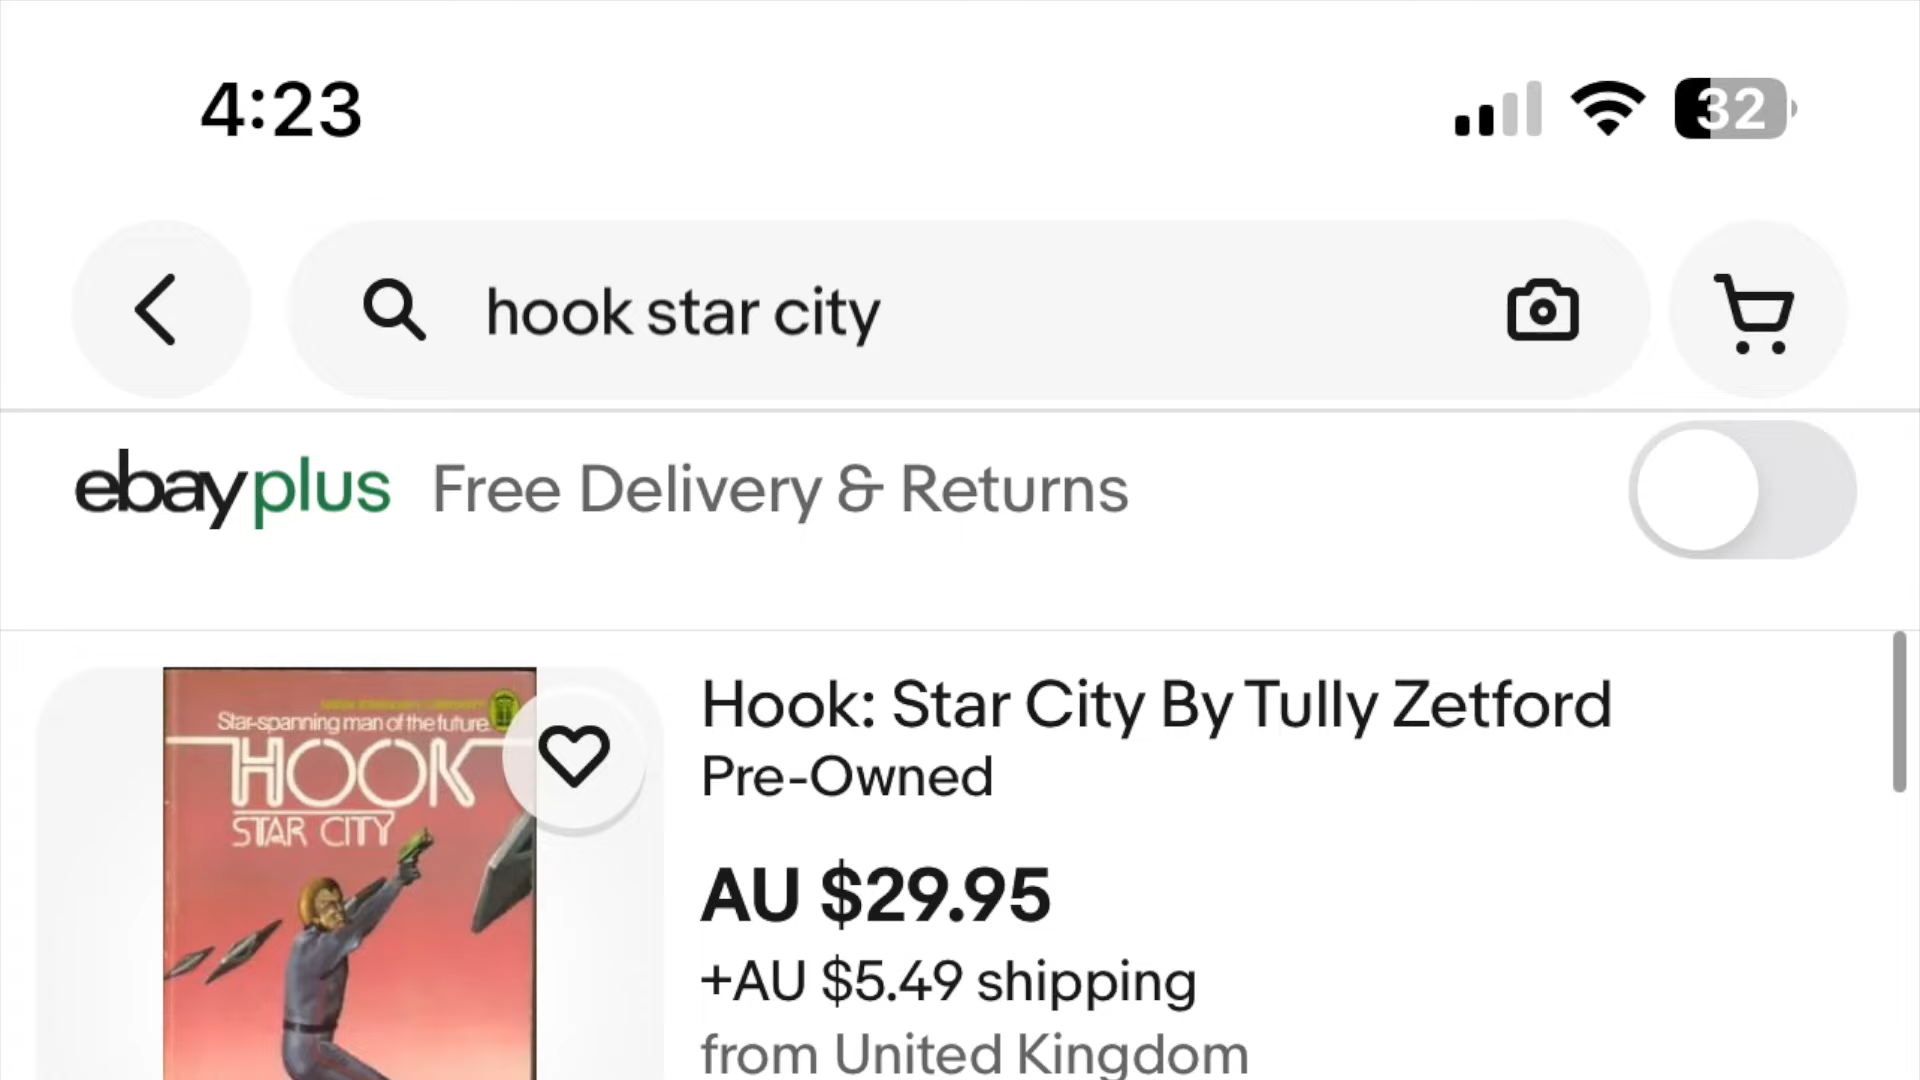 4:23
32
hook star city
ebay plus Free Delivery & Returns
Star-spanning man of the future
HOOK
STAR CITY
Hook: Star City By Tully Zetford
Pre-Owned
AU $29.95
+AU $5.49 shipping
from United Kingdom